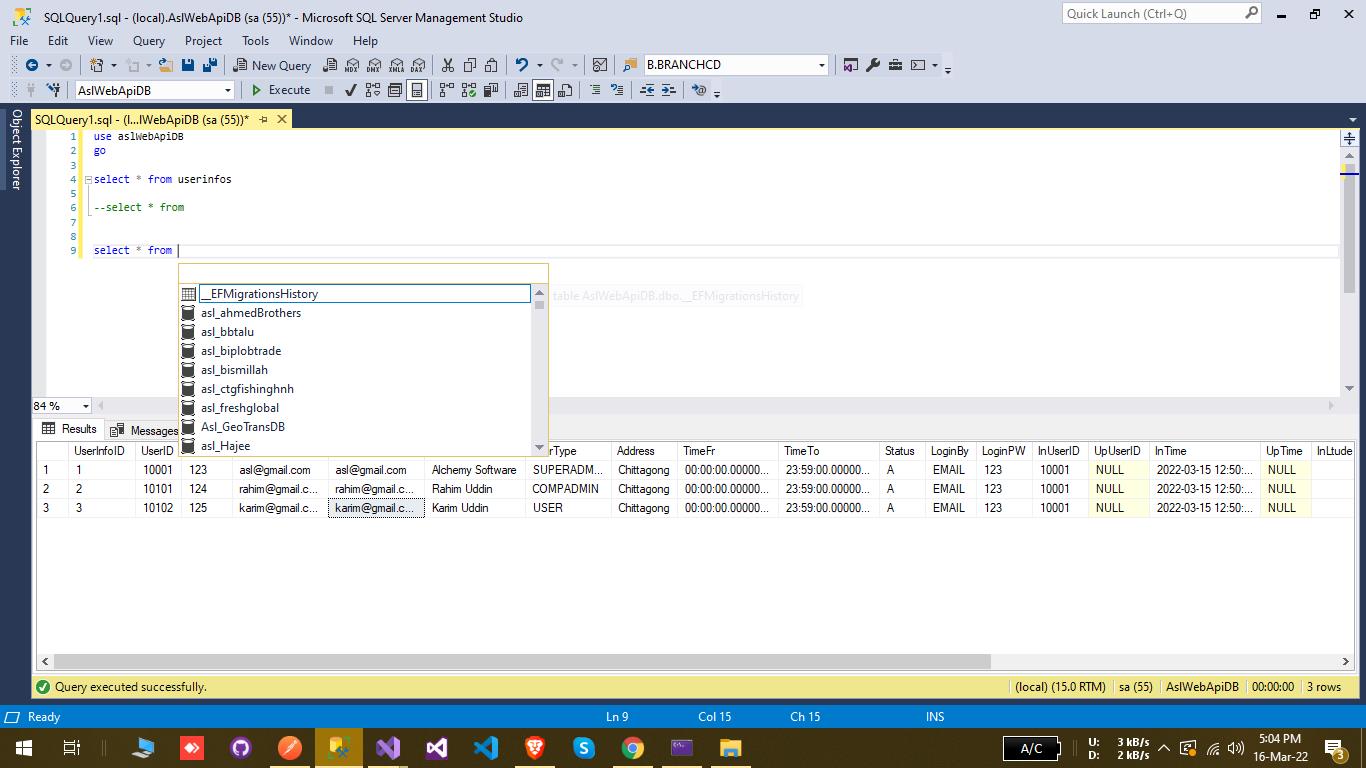 SQLQuery1.sql - (local).AslWebApiDB (sa (55))* - Microsoft SQL Server Management Studio
Quick Launch (Ctrl+Q)
File Edit View Query Project Tools Window Help
New Query MDX DMX XMLA DAX B.BRANCHCD
AslWebApiDB Execute
Object Explorer
SQLQuery1.sql - (l...lWebApiDB (sa (55))*
1 use aslWebApiDB
2 go
3
4 select * from userinfos
5
6 --select * from
7
8
9 select * from
__EFMigrationsHistory
table AslWebApiDB.dbo.__EFMigrationsHistory
asl_ahmedBrothers
asl_bbtalu
asl_biplobtrade
asl_bismillah
asl_ctgfishinghnh
asl_freshglobal
Asl_GeoTransDB
asl_Hajee
84 %
Results Messages
UserInfoID UserID erType Address TimeFr TimeTo Status LoginBy LoginPW InUserID UpUserID InTime UpTime InLtude
1 1 10001 123 asl@gmail.com asl@gmail.com Alchemy Software SUPERADM... Chittagong 00:00:00.00000... 23:59:00.00000... A EMAIL 123 10001 NULL 2022-03-15 12:50:... NULL
2 2 10101 124 rahim@gmail.c... rahim@gmail.c... Rahim Uddin COMPADMIN Chittagong 00:00:00.00000... 23:59:00.00000... A EMAIL 123 10001 NULL 2022-03-15 12:50:... NULL
3 3 10102 125 karim@gmail.c... karim@gmail.c... Karim Uddin USER Chittagong 00:00:00.00000... 23:59:00.00000... A EMAIL 123 10001 NULL 2022-03-15 12:50:... NULL
Query executed successfully. (local) (15.0 RTM) sa (55) AslWebApiDB 00:00:00 3 rows
Ready Ln 9 Col 15 Ch 15 INS
A/C
U: 3 kB/s
D: 2 kB/s
5:04 PM
16-Mar-22
3